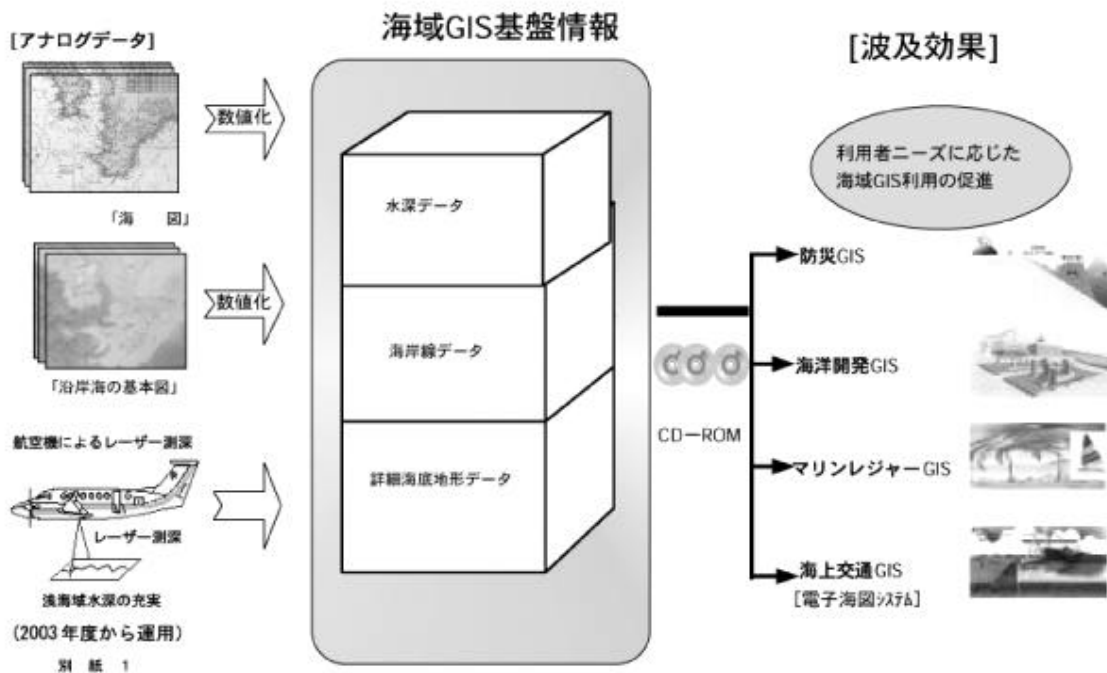 海域GIS基盤情報
[アナログデータ]
数値化
「海　図」
数値化
「沿岸海の基本図」
航空機によるレーザー測深
レーザー測深
浅海域水深の充実
(2003年度から運用)
別　紙　1
水深データ
海岸線データ
詳細海底地形データ
CD-ROM
[波及効果]
利用者ニーズに応じた
海域GIS利用の促進
防災GIS
海洋開発GIS
マリンレジャーGIS
海上交通GIS
[電子海図ｼｽﾃﾑ]